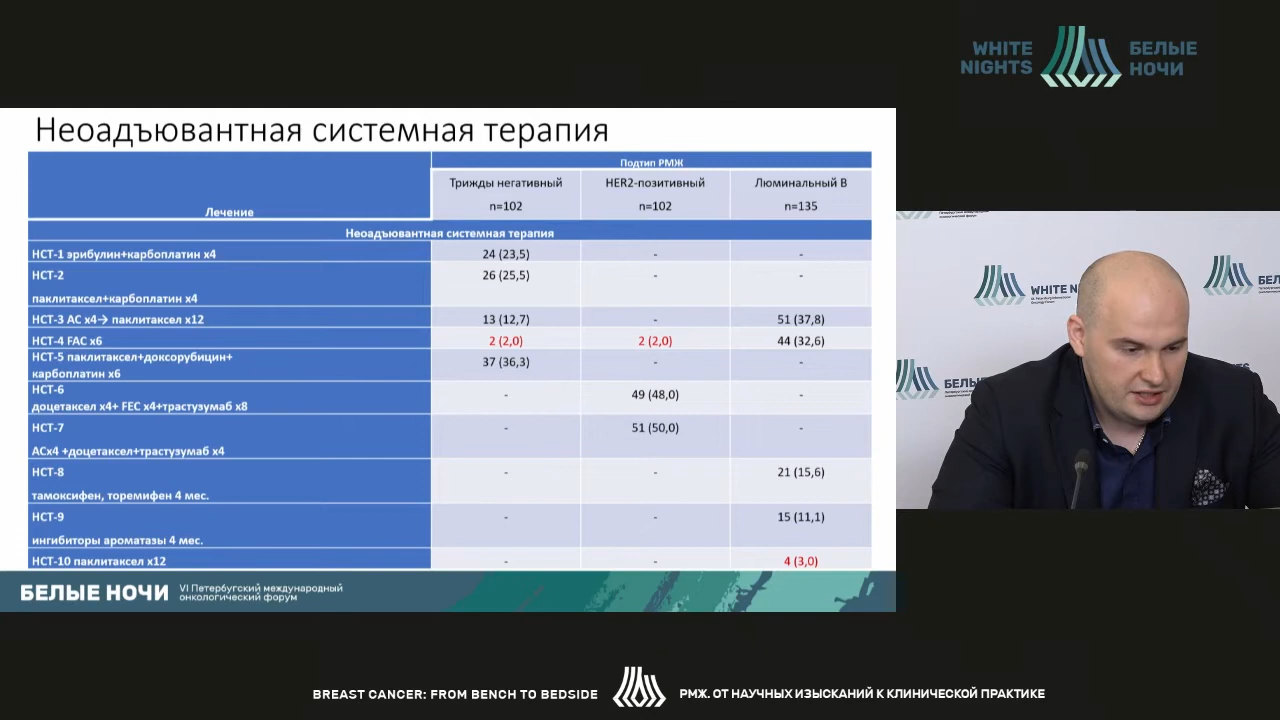 WHITE
NIGHTS
БЕЛЫЕ
НОЧИ
Неоадъювантная системная терапия
Лечение
Подтип РМЖ
Трижды негативный
n=102
HER2-позитивный
n=102
Люминальный B
n=135
Неоадъювантная системная терапия
НСТ-1 эрибулин+карбоплатин x4
24 (23,5)
-
-
НСТ-2
паклитаксел+карбоплатин x4
26 (25,5)
-
-
НСТ-3 AC x4→ паклитаксел x12
13 (12,7)
-
51 (37,8)
НСТ-4 FAC x6
2 (2,0)
2 (2,0)
44 (32,6)
НСТ-5 паклитаксел+доксорубицин+
карбоплатин x6
37 (36,3)
-
-
НСТ-6
доцетаксел x4+ FEC x4+трастузумаб x8
-
49 (48,0)
-
НСТ-7
ACx4 +доцетаксел+трастузумаб x4
-
51 (50,0)
-
НСТ-8
тамоксифен, торемифен 4 мес.
-
-
21 (15,6)
НСТ-9
ингибиторы ароматазы 4 мес.
-
-
15 (11,1)
НСТ-10 паклитаксел x12
-
-
4 (3,0)
БЕЛЫЕ НОЧИ
VI Петербугский международный
онкологический форум
WHITE N
БЕЛЫ
БЕЛ
BREAST CANCER: FROM BENCH TO BEDSIDE
РМЖ. ОТ НАУЧНЫХ ИЗЫСКАНИЙ К КЛИНИЧЕСКОЙ ПРАКТИКЕ